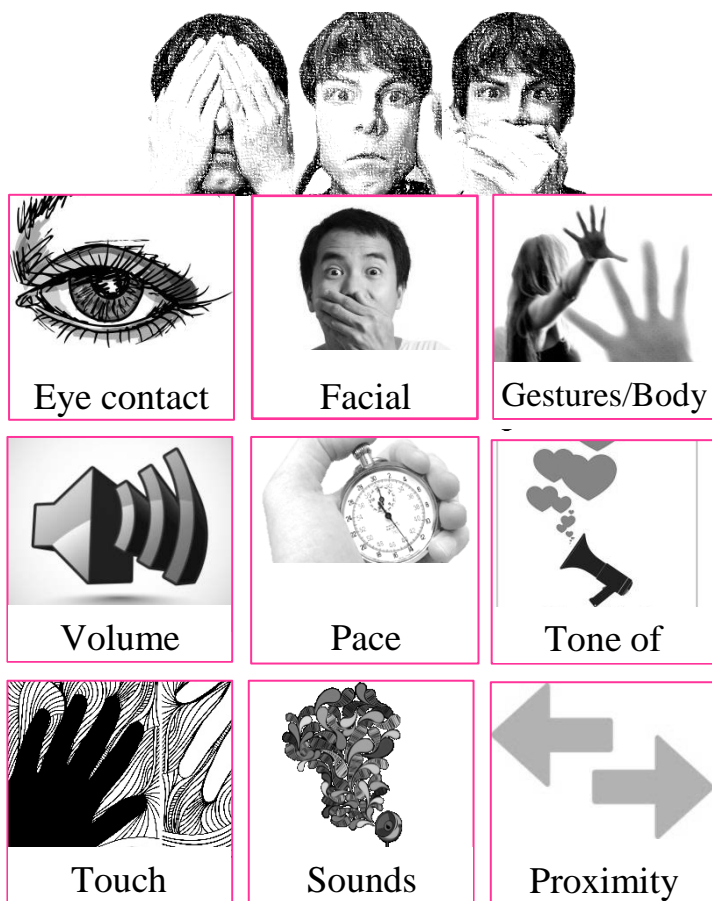 Eye contact
Facial
Gestures/Body
Volume
Pace
Tone of
Touch
Sounds
Proximity